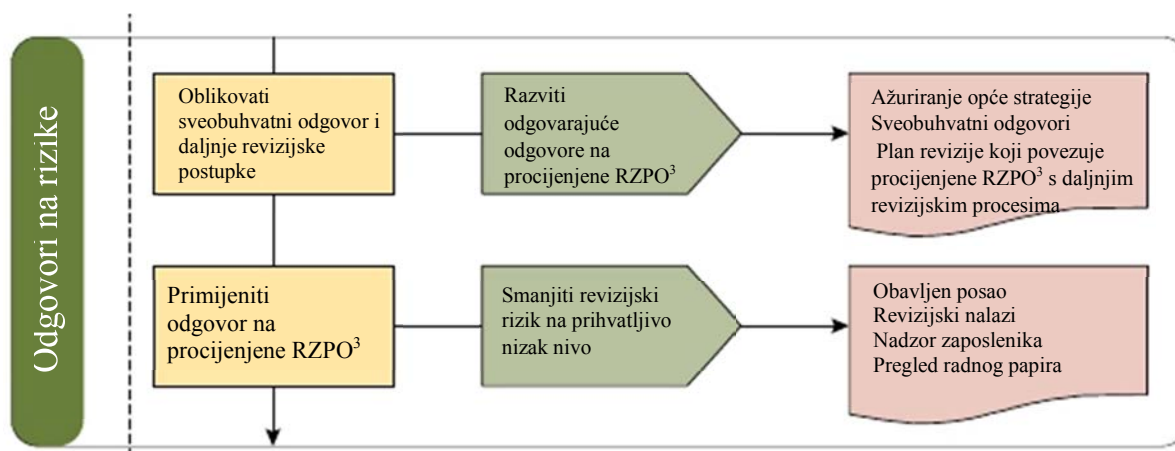 Odgovori na rizike
Oblikovati
sveobuhvatni odgovor i
daljnje revizijske
postupke
Razviti
odgovarajuće
odgovore na
procijenjene RZPO³
Ažuriranje opće strategije
Sveobuhvatni odgovori
Plan revizije koji povezuje
procijenjene RZPO³ s daljnjim
revizijskim procesima
Primijeniti
odgovor na
procijenjene RZPO³
Smanjiti revizijski
rizik na prihvatljivo
nizak nivo
Obavljen posao
Revizijski nalazi
Nadzor zaposlenika
Pregled radnog papira